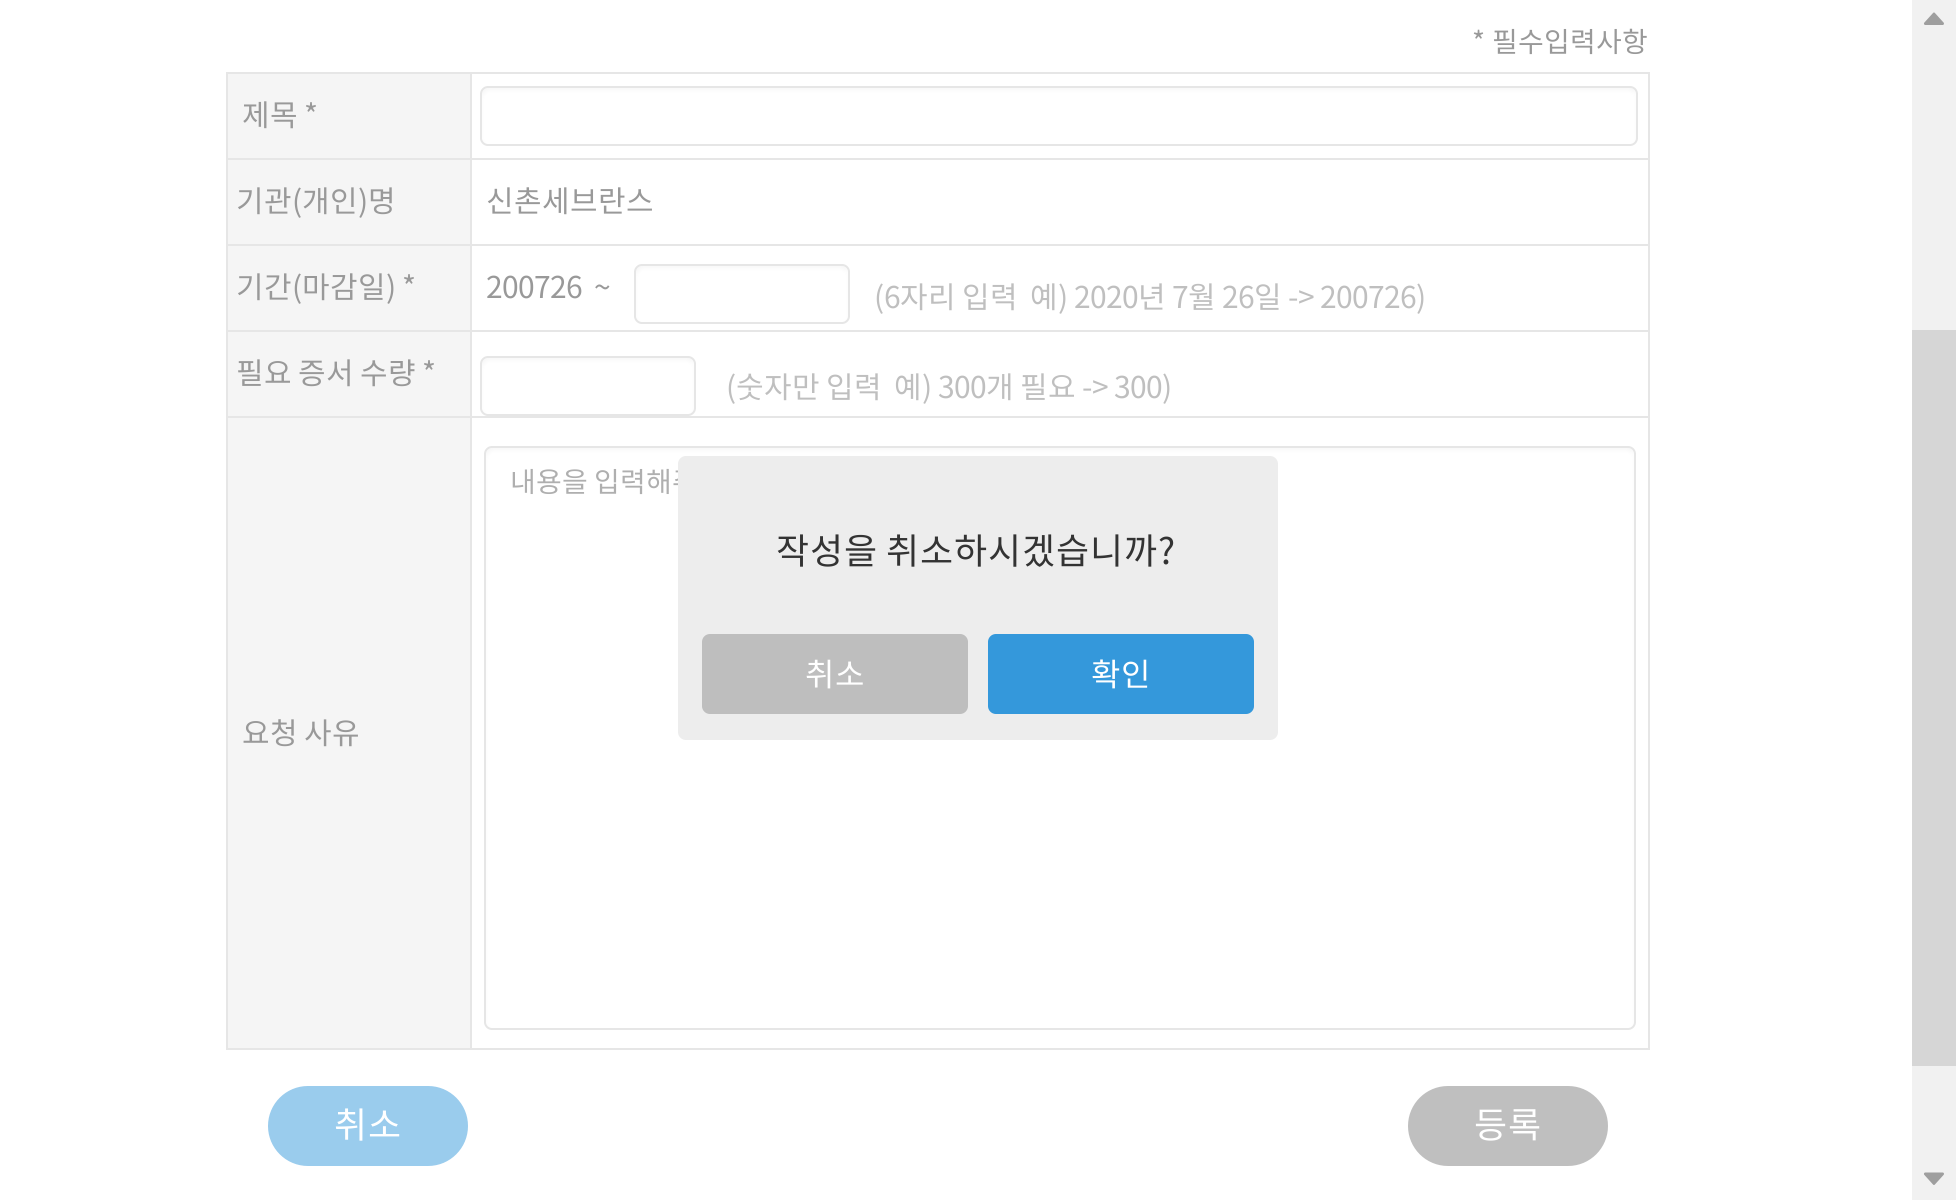 * 필수입력사항
제목 *
기관(개인)명 신촌세브란스
기간(마감일) * 200726 ~ (6자리 입력 예) 2020년 7월 26일 -> 200726)
필요 증서 수량 * (숫자만 입력 예) 300개 필요 -> 300)
내용을 입력해
작성을 취소하시겠습니까?
취소 확인
요청 사유
취소 등록